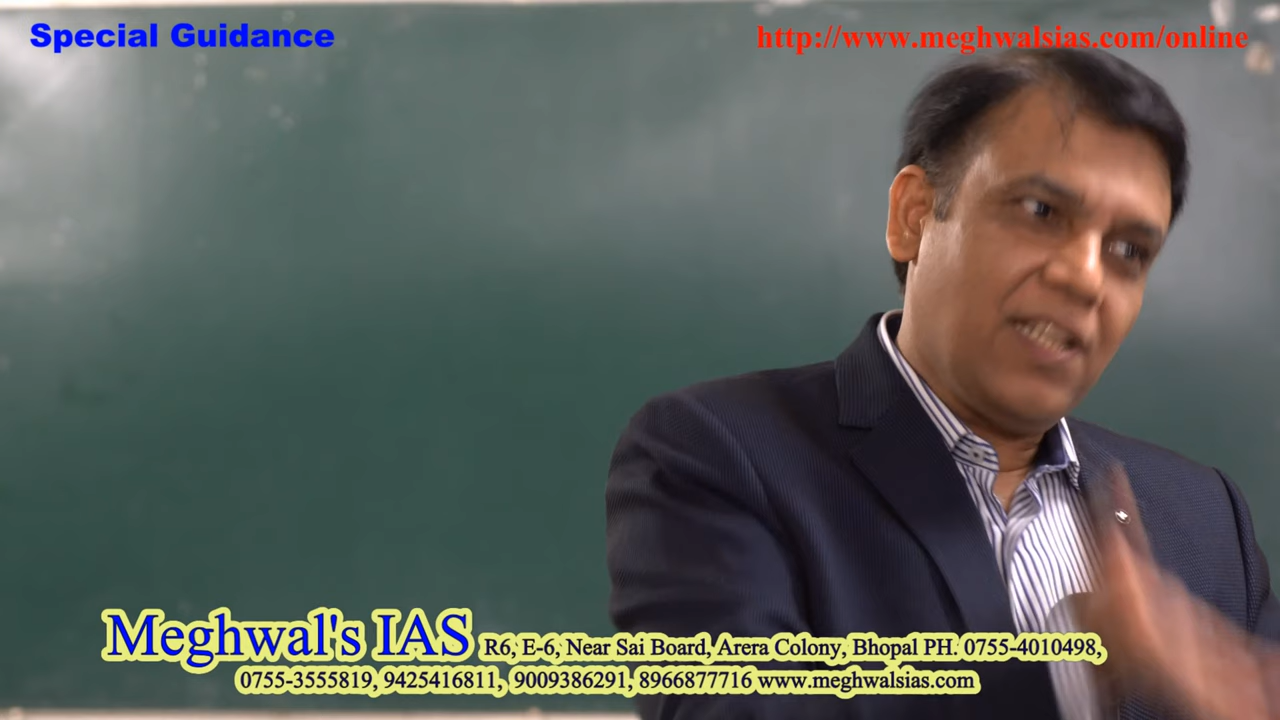 Special Guidance
http://www.meghwalsias.com/online
Meghwal's IAS R6, E-6, Near Sai Board, Arera Colony, Bhopal PH. 0755-4010498,
0755-3555819, 9425416811, 9009386291, 8966877716 www.meghwalsias.com